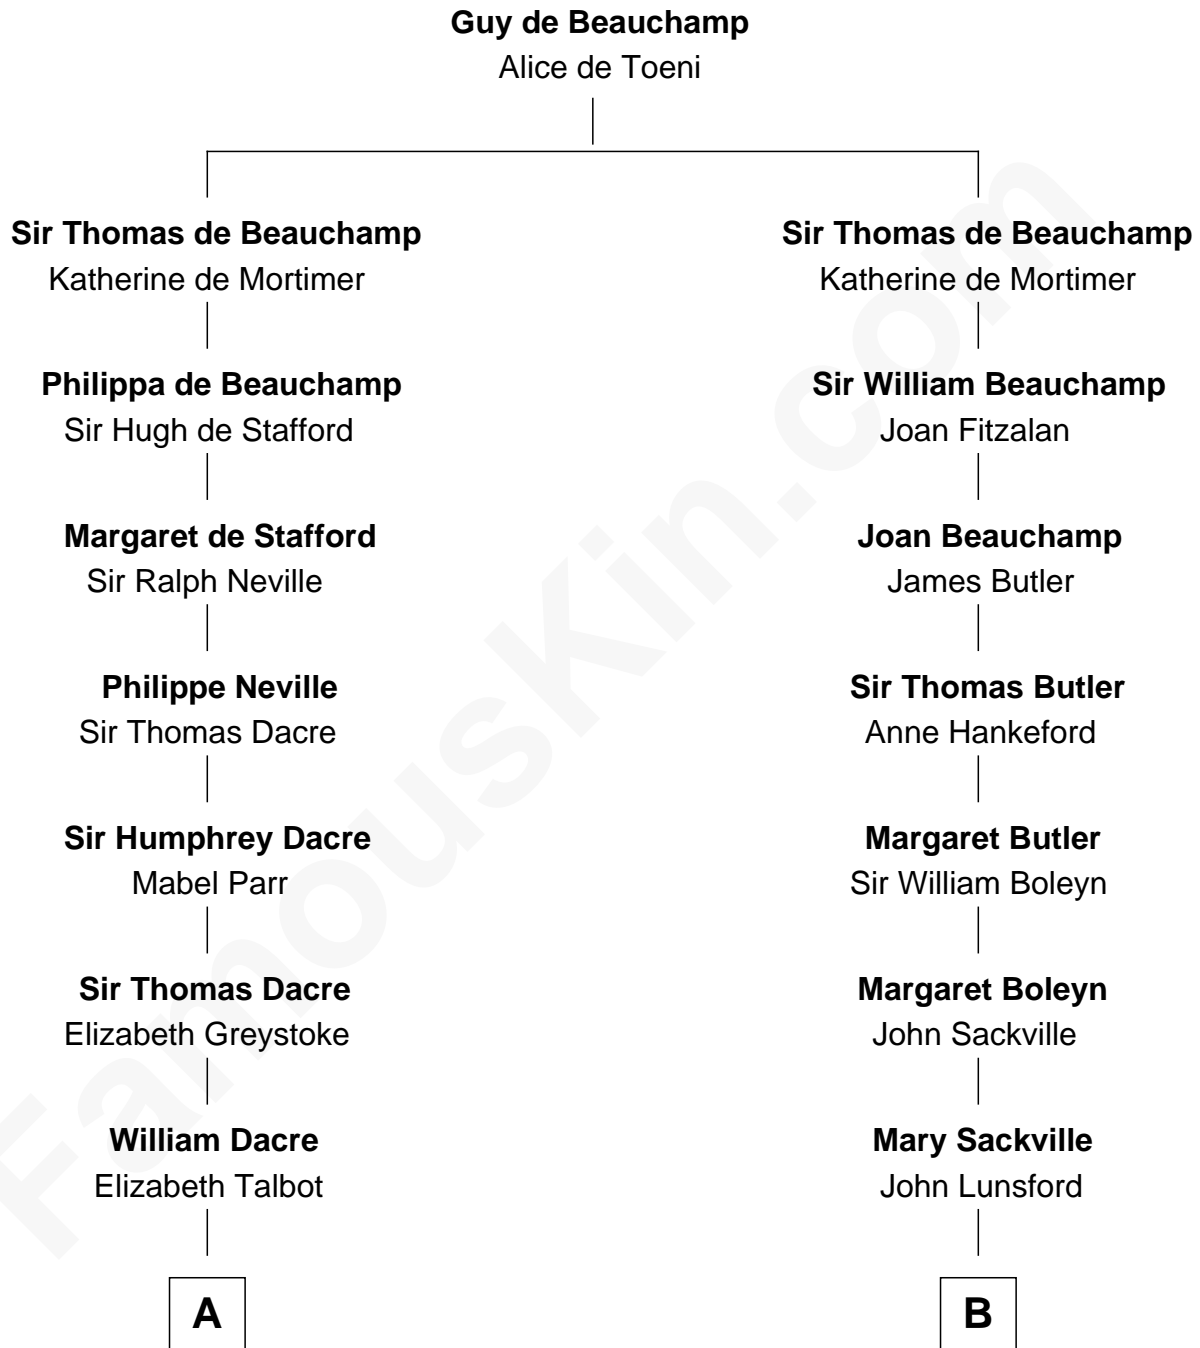 Guy de Beauchamp
Alice de Toeni
Sir Thomas de Beauchamp
Katherine de Mortimer
Sir Thomas de Beauchamp
Katherine de Mortimer
Philippa de Beauchamp
Sir Hugh de Stafford
Sir William Beauchamp
Joan Fitzalan
Margaret de Stafford
Sir Ralph Neville
Joan Beauchamp
James Butler
Philippe Neville
Sir Thomas Dacre
Sir Thomas Butler
Anne Hankeford
Sir Humphrey Dacre
Mabel Parr
Margaret Butler
Sir William Boleyn
Sir Thomas Dacre
Elizabeth Greystoke
Margaret Boleyn
John Sackville
William Dacre
Elizabeth Talbot
Mary Sackville
John Lunsford
A
B
FamousKin.com